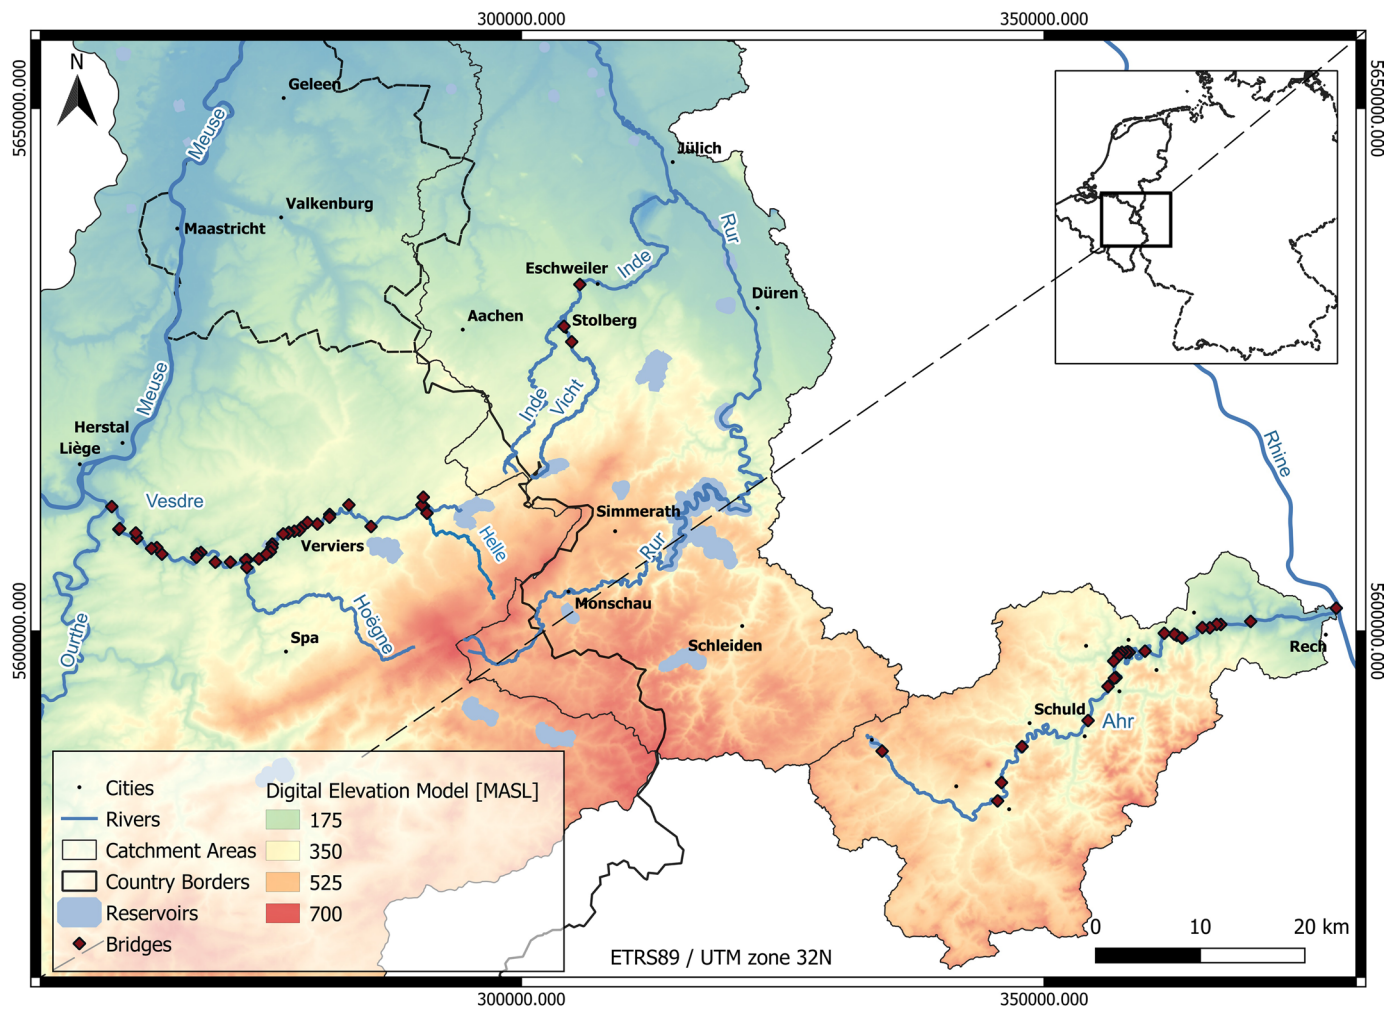 300000.000
350000.000
5650000.000
5650000.000
N
Geleen
Meuse
Jülich
Valkenburg
Maastricht
Rur
Inde
Eschweiler
Düren
Aachen
Stolberg
Meuse
Inde
Vicht
Herstal
Liège
Rhine
Vesdre
Simmerath
Helle
Verviers
Rur
Monschau
5600000.000
5600000.000
Hoëgne
Ourthe
Spa
Schleiden
Rech
Schuld
Ahr
Cities
Rivers
Catchment Areas
Country Borders
Reservoirs
Bridges
Digital Elevation Model [MASL]
175
350
525
700
0 10 20 km
ETRS89 / UTM zone 32N
300000.000
350000.000